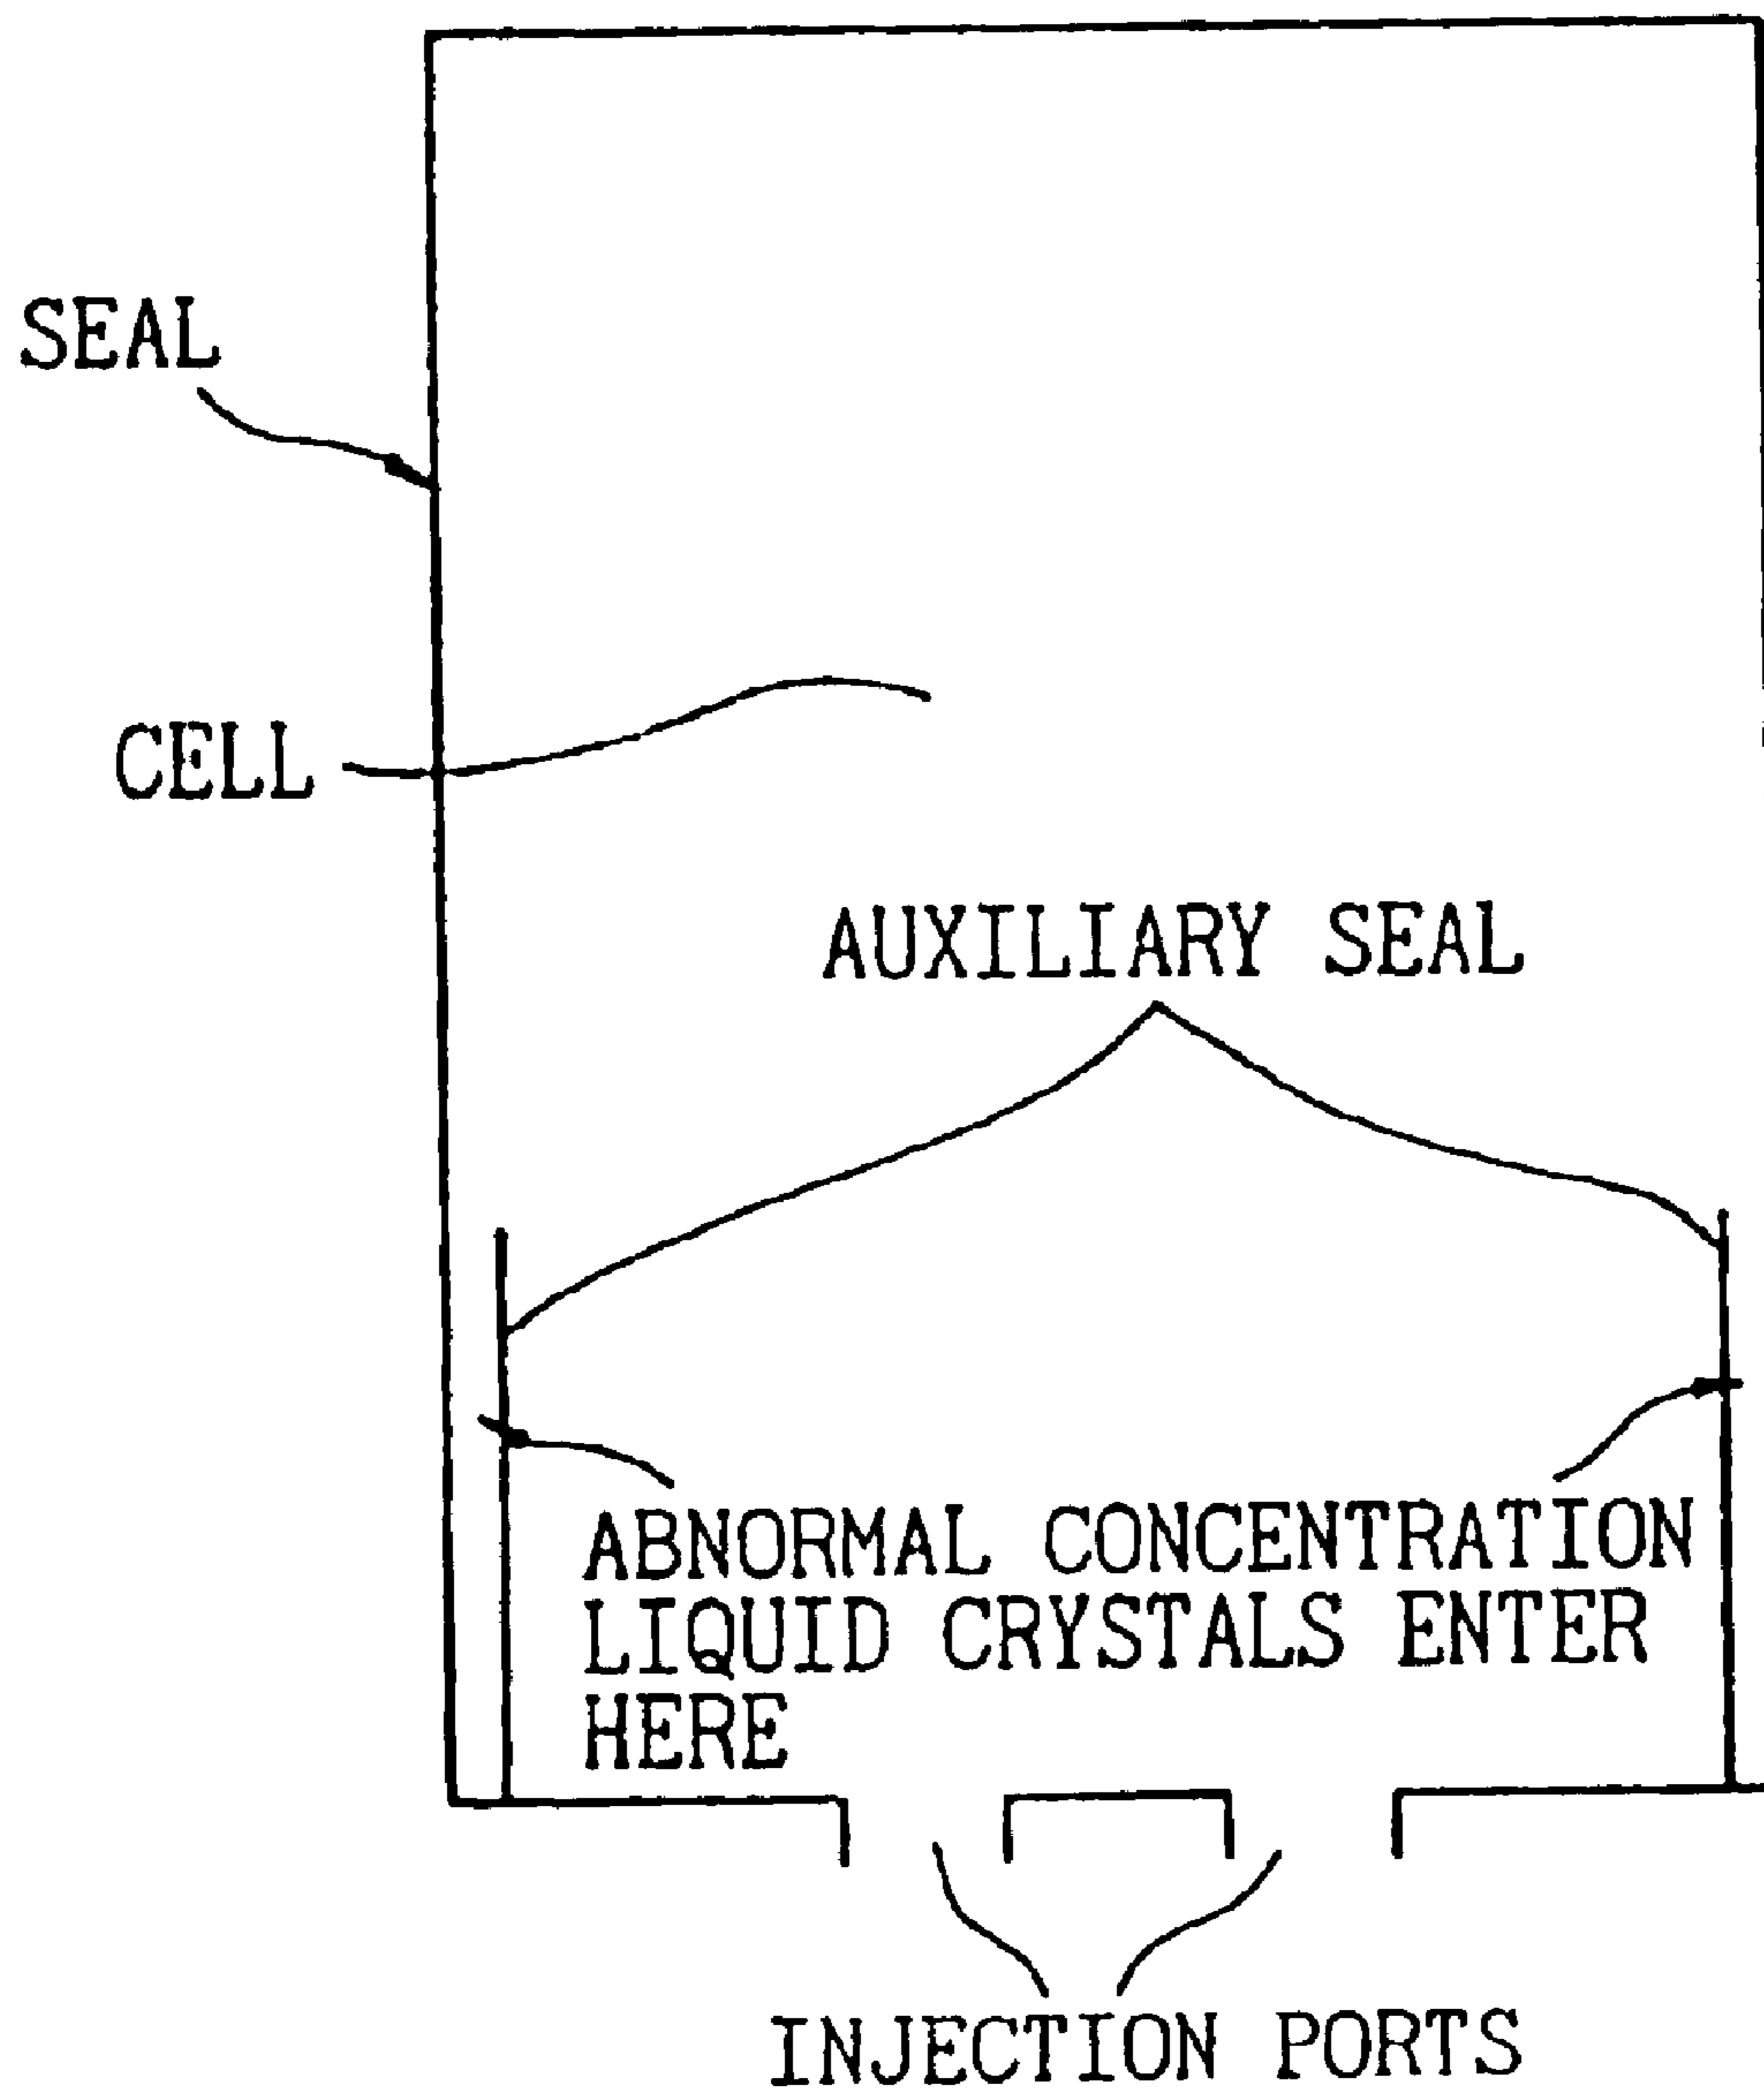 SEAL
CELL
AUXILIARY SEAL
ABNORMAL CONCENTRATION
LIQUID CRYSTALS ENTER
HERE
INJECTION PORTS